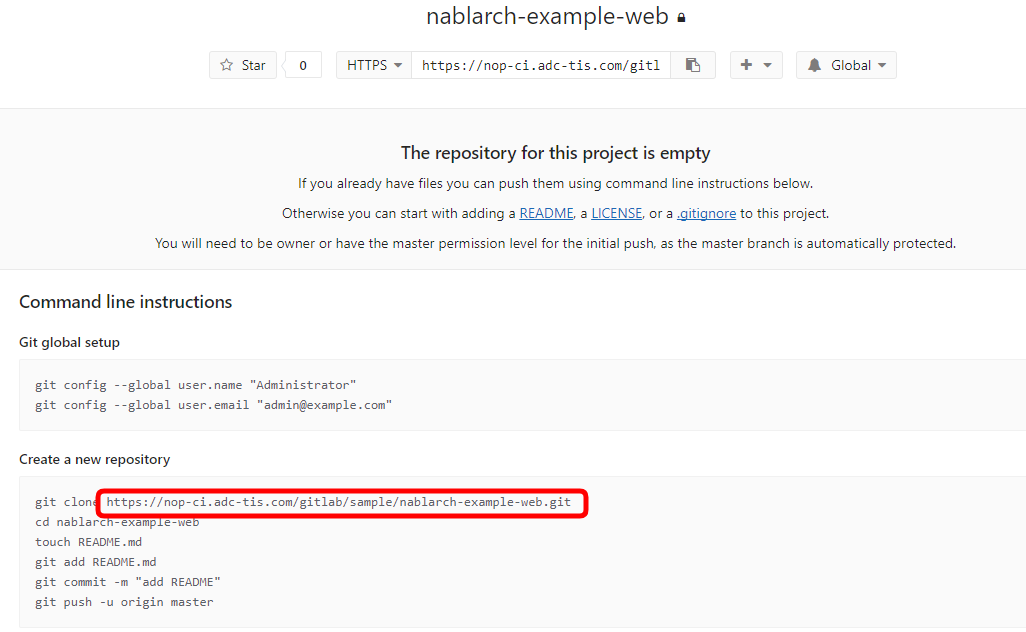 nablarch-example-web
Star 0 HTTPS https://nop-ci.adc-tis.com/gitl Global
The repository for this project is empty
If you already have files you can push them using command line instructions below.
Otherwise you can start with adding a README, a LICENSE, or a .gitignore to this project.
You will need to be owner or have the master permission level for the initial push, as the master branch is automatically protected.
Command line instructions
Git global setup
git config --global user.name "Administrator"
git config --global user.email "admin@example.com"
Create a new repository
git clone https://nop-ci.adc-tis.com/gitlab/sample/nablarch-example-web.git
cd nablarch-example-web
touch README.md
git add README.md
git commit -m "add README"
git push -u origin master